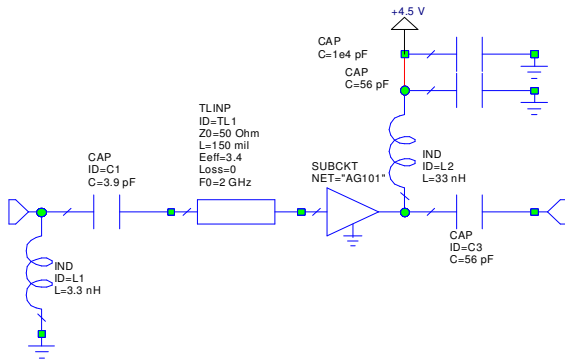 +4.5 V
CAP
C=1e4 pF
CAP
C=56 pF
TLINP
ID=TL1
Z0=50 Ohm
L=150 mil
Eeff=3.4
Loss=0
F0=2 GHz
CAP
ID=C1
C=3.9 pF
SUBCKT
NET="AG101"
IND
ID=L2
L=33 nH
CAP
ID=C3
C=56 pF
IND
ID=L1
L=3.3 nH